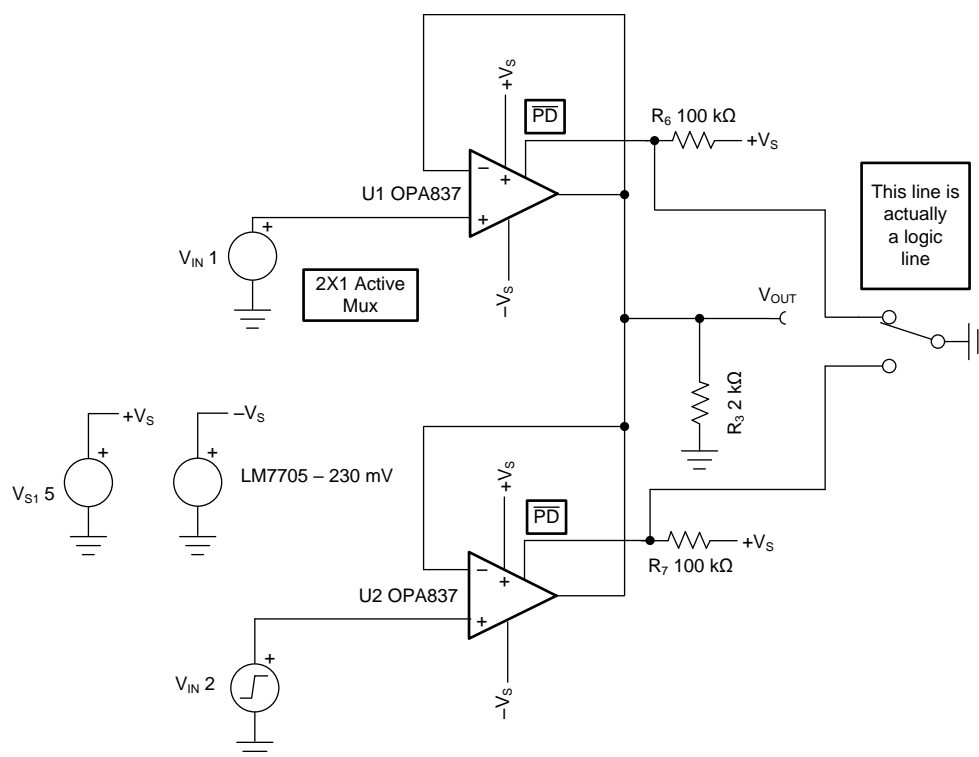 +VS
PD
R6 100 kΩ
+VS
U1 OPA837
VIN 1
2X1 Active
Mux
–VS
This line is
actually
a logic
line
VOUT
R3 2 kΩ
+VS
–VS
VS1 5
LM7705 – 230 mV
+VS
PD
+VS
R7 100 kΩ
U2 OPA837
VIN 2
–VS